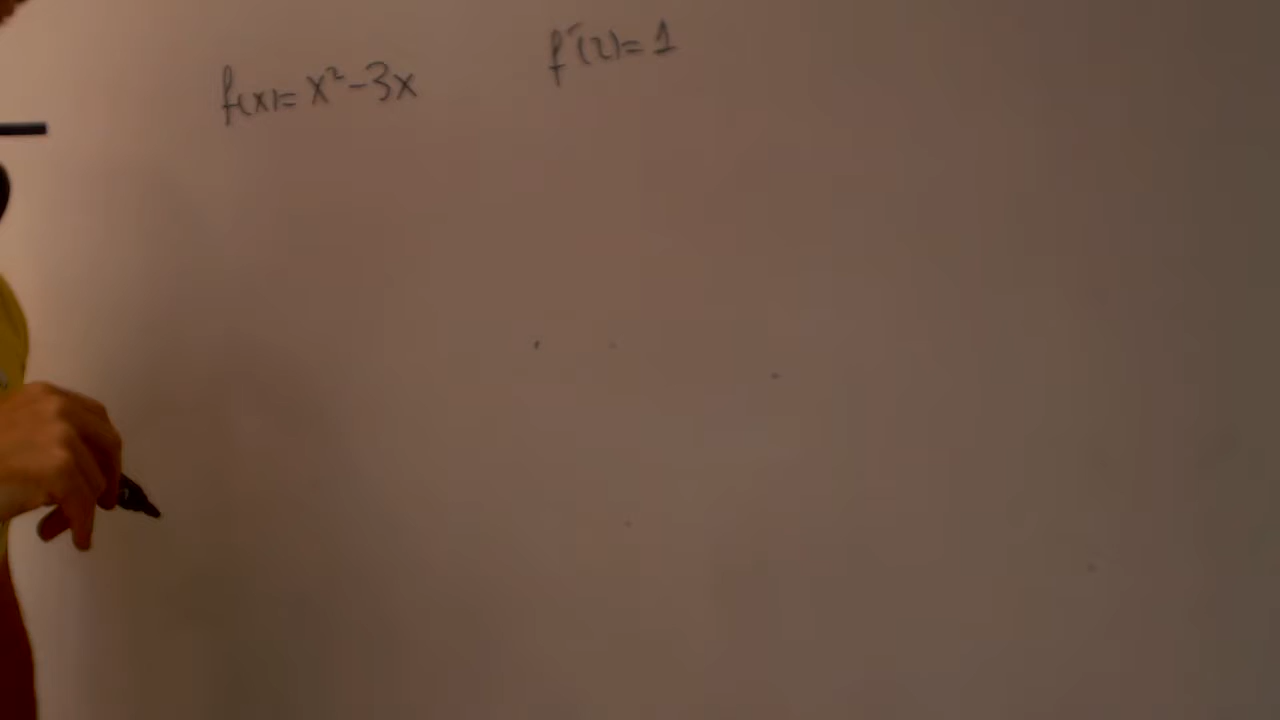 f(x)= x²-3x
f'(2)=1